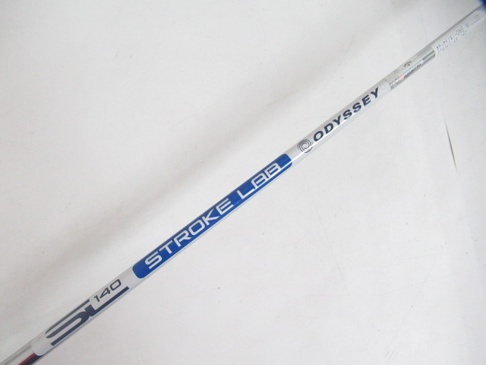 SL 140 STROKE LAB ODYSSEY